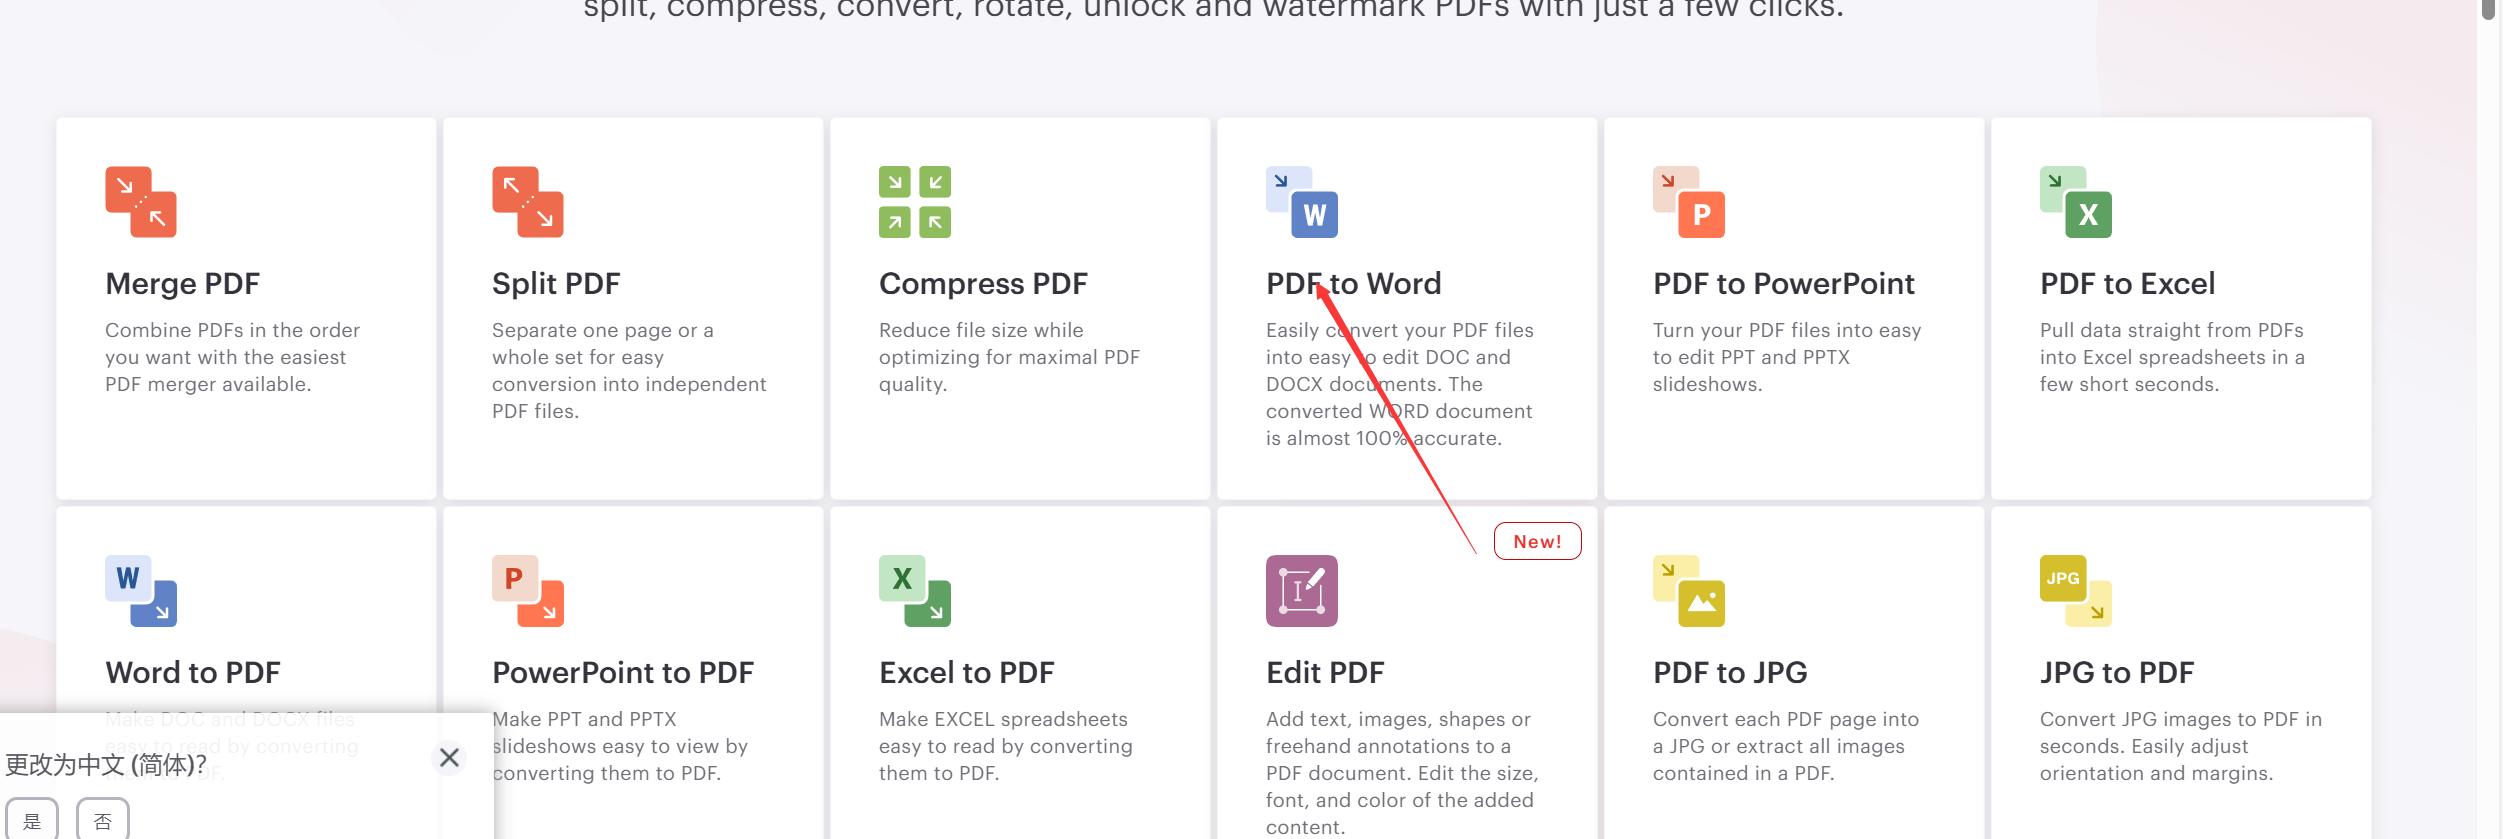 split, compress, convert, rotate, unlock and watermark PDFs with just a few clicks.
Merge PDF
Combine PDFs in the order
you want with the easiest
PDF merger available.
Split PDF
Separate one page or a
whole set for easy
conversion into independent
PDF files.
Compress PDF
Reduce file size while
optimizing for maximal PDF
quality.
W
PDF to Word
Easily convert your PDF files
into easy to edit DOC and
DOCX documents. The
converted WORD document
is almost 100% accurate.
P
PDF to PowerPoint
Turn your PDF files into easy
to edit PPT and PPTX
slideshows.
X
PDF to Excel
Pull data straight from PDFs
into Excel spreadsheets in a
few short seconds.
W
Word to PDF
Make DOC and DOCX files
easy to read by converting
them to PDF.
P
PowerPoint to PDF
Make PPT and PPTX
slideshows easy to view by
converting them to PDF.
X
Excel to PDF
Make EXCEL spreadsheets
easy to read by converting
them to PDF.
New!
Edit PDF
Add text, images, shapes or
freehand annotations to a
PDF document. Edit the size,
font, and color of the added
content.
PDF to JPG
Convert each PDF page into
a JPG or extract all images
contained in a PDF.
JPG
JPG to PDF
Convert JPG images to PDF in
seconds. Easily adjust
orientation and margins.
更改为中文 (简体)?
是
否